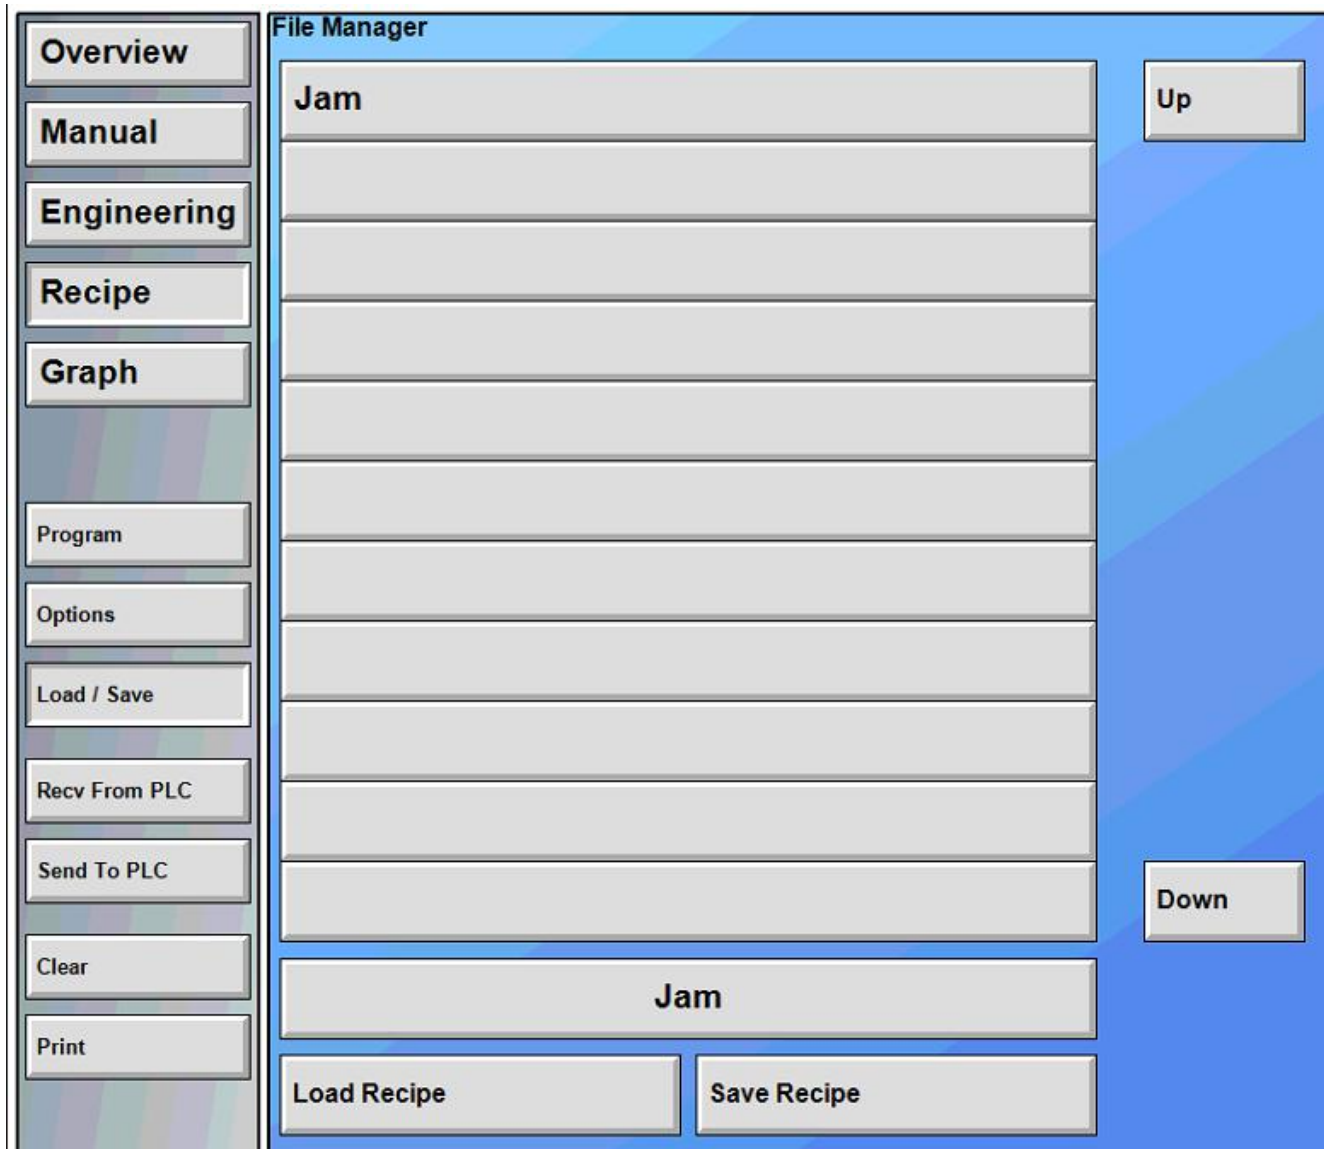 Overview
Manual
Engineering
Recipe
Graph
Program
Options
Load / Save
Recv From PLC
Send To PLC
Clear
Print
File Manager
Jam
Up
Down
Jam
Load Recipe
Save Recipe